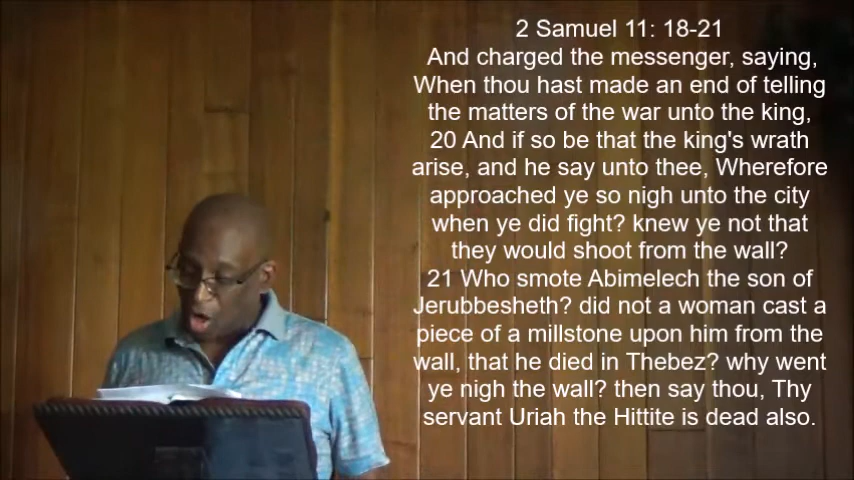 2 Samuel 11: 18-21
And charged the messenger, saying,
When thou hast made an end of telling
the matters of the war unto the king,
20 And if so be that the king's wrath
arise, and he say unto thee, Wherefore
approached ye so nigh unto the city
when ye did fight? knew ye not that
they would shoot from the wall?
21 Who smote Abimelech the son of
Jerubbesheth? did not a woman cast a
piece of a millstone upon him from the
wall, that he died in Thebez? why went
ye nigh the wall? then say thou, Thy
servant Uriah the Hittite is dead also.